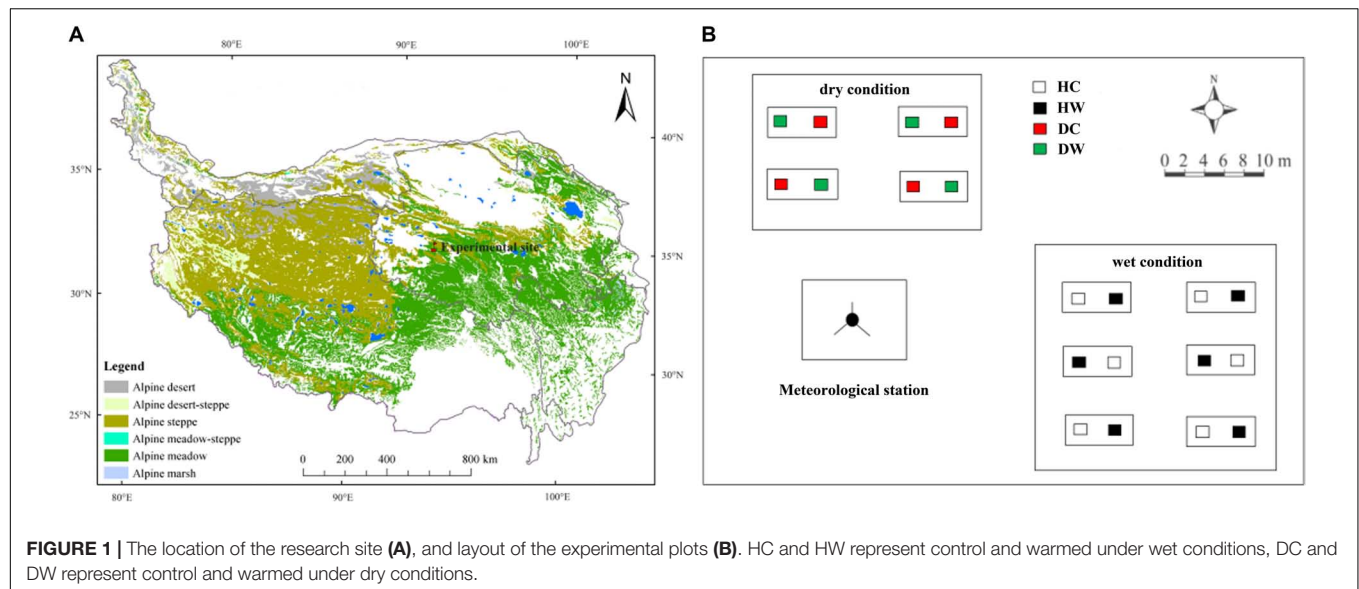 A
80°E 90°E 100°E
N
40°N
35°N
35°N
Experimental site
30°N
30°N
25°N
Legend
Alpine desert
Alpine desert-steppe
Alpine steppe
Alpine meadow-steppe
Alpine meadow
Alpine marsh
0 200 400 800 km
80°E 90°E 100°E
B
dry condition
HC
HW
DC
DW
N
0 2 4 6 8 10 m
wet condition
Meteorological station
FIGURE 1 | The location of the research site (A), and layout of the experimental plots (B). HC and HW represent control and warmed under wet conditions, DC and
DW represent control and warmed under dry conditions.